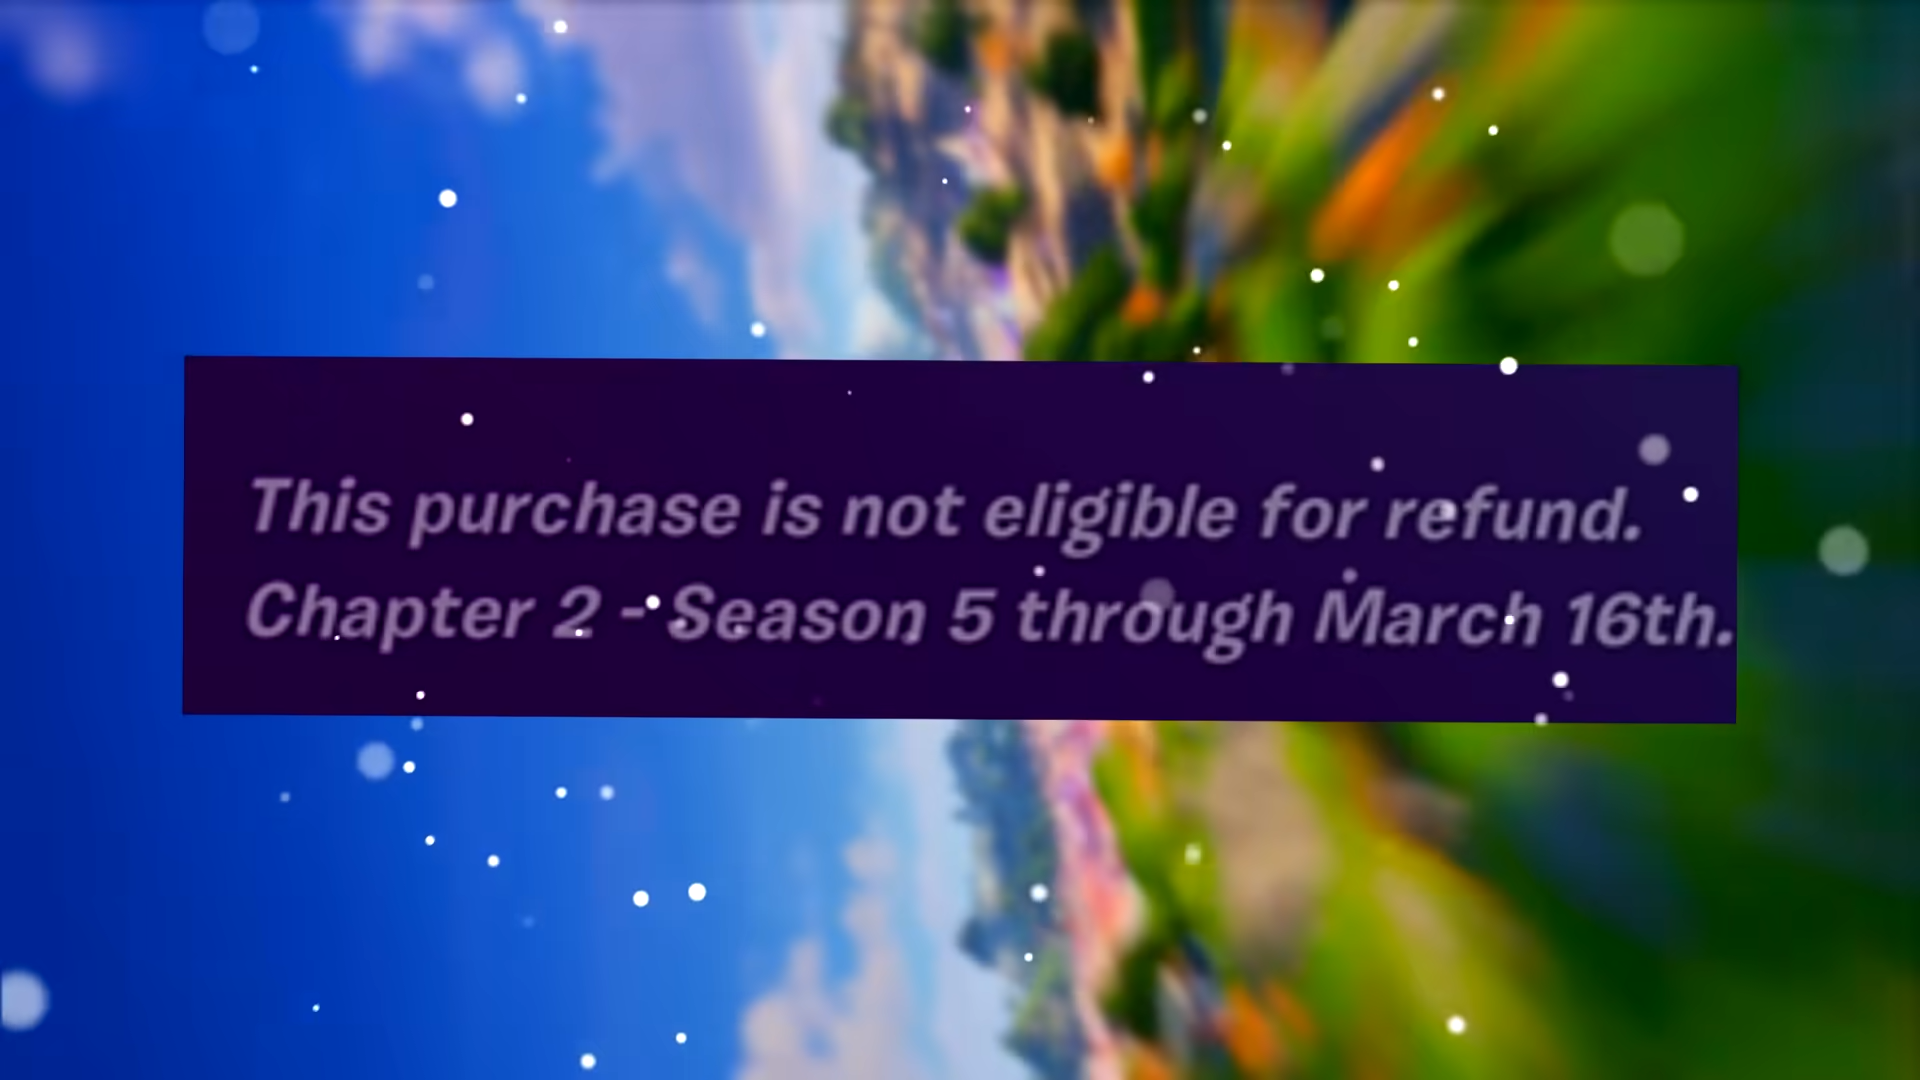 This purchase is not eligible for refund.
Chapter 2 - Season 5 through March 16th.